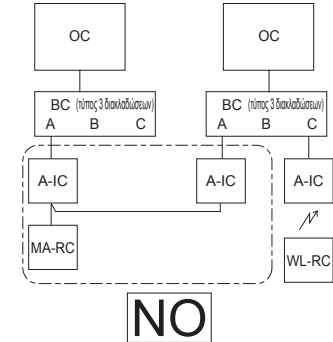 OC OC
BC (τύπος 3 διακλαδώσεων) BC (τύπος 3 διακλαδώσεων)
A B C A B C
A-IC A-IC A-IC
MA-RC WL-RC
NO